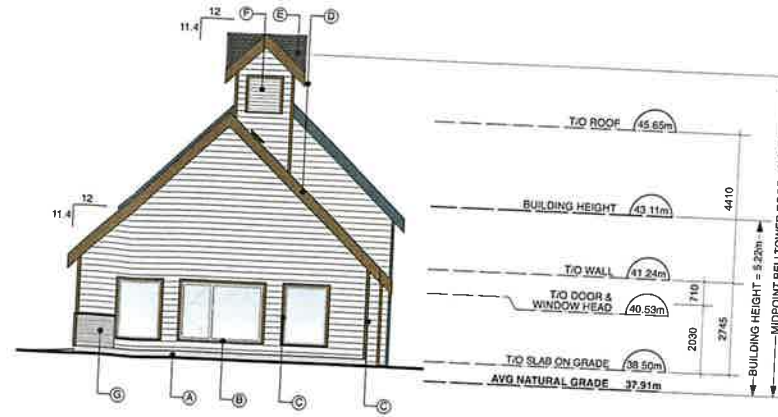 12
11.4
F
E
D
T/O ROOF 45.65m
4410
12
11.4
BUILDING HEIGHT 43.11m
T/O WALL 41.24m
710
T/O DOOR &
WINDOW HEAD 40.53m
2030
2745
BUILDING HEIGHT = 5.22m
T/O SLAB ON GRADE 38.50m
AVG NATURAL GRADE 37.91m
MIDPOINT BELLTOWER
G
A
B
C
C